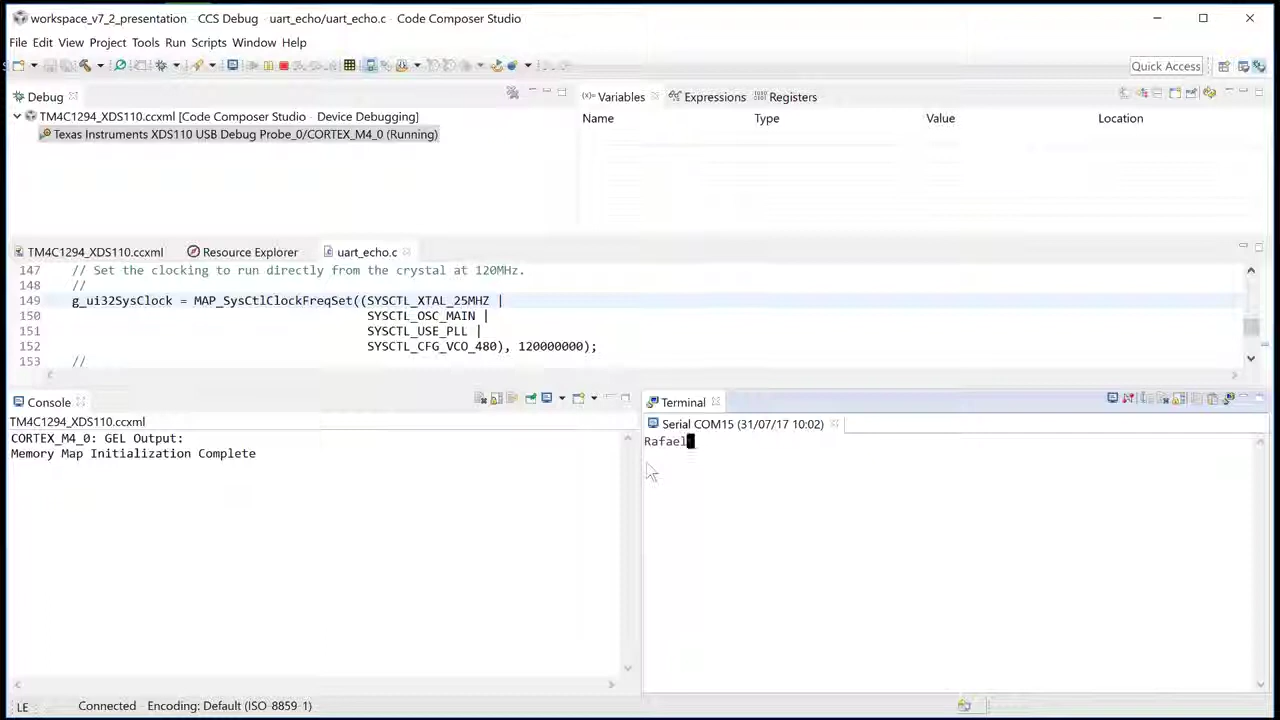 workspace_v7_2_presentation - CCS Debug - uart_echo/uart_echo.c - Code Composer Studio
File Edit View Project Tools Run Scripts Window Help
Quick Access
Debug
TM4C1294_XDS110.ccxml [Code Composer Studio - Device Debugging]
Texas Instruments XDS110 USB Debug Probe_0/CORTEX_M4_0 (Running)
(x)= Variables Expressions Registers
Name Type Value Location
TM4C1294_XDS110.ccxml Resource Explorer uart_echo.c
147 // Set the clocking to run directly from the crystal at 120MHz.
148 //
149 g_ui32SysClock = MAP_SysCtlClockFreqSet((SYSCTL_XTAL_25MHZ |
150 SYSCTL_OSC_MAIN |
151 SYSCTL_USE_PLL |
152 SYSCTL_CFG_VCO_480), 120000000);
153 //
Console
TM4C1294_XDS110.ccxml
CORTEX_M4_0: GEL Output:
Memory Map Initialization Complete
Terminal
Serial COM15 (31/07/17 10:02)
Rafael
LE Connected - Encoding: Default (ISO-8859-1)